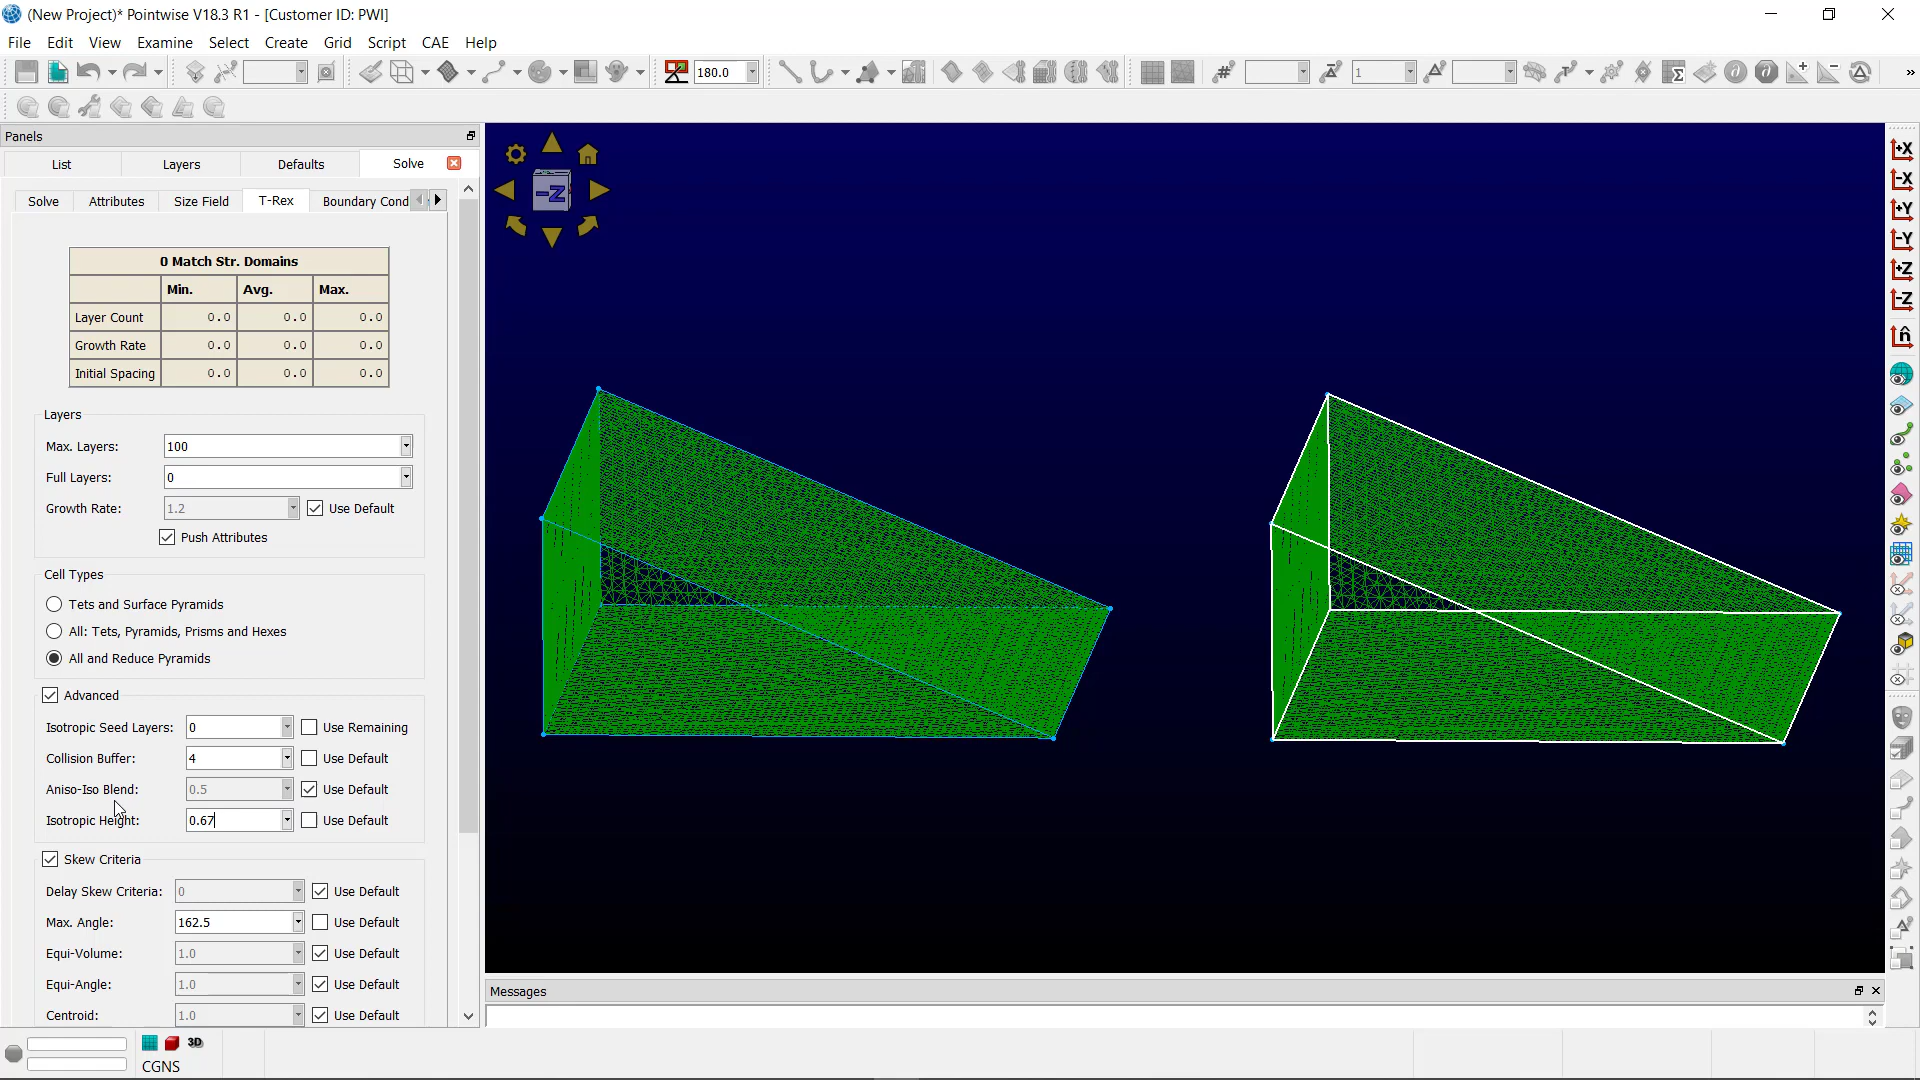 (New Project)* Pointwise V18.3 R1 - [Customer ID: PWI]
File Edit View Examine Select Create Grid Script CAE Help
180.0
1
Panels
List Layers Defaults Solve
Solve Attributes Size Field T-Rex Boundary Cond
0 Match Str. Domains
Min. Avg. Max.
Layer Count 0.0 0.0 0.0
Growth Rate 0.0 0.0 0.0
Initial Spacing 0.0 0.0 0.0
Layers
Max. Layers: 100
Full Layers: 0
Growth Rate: 1.2 Use Default
Push Attributes
Cell Types
Tets and Surface Pyramids
All: Tets, Pyramids, Prisms and Hexes
All and Reduce Pyramids
Advanced
Isotropic Seed Layers: 0 Use Remaining
Collision Buffer: 4 Use Default
Aniso-Iso Blend: 0.5 Use Default
Isotropic Height: 0.67 Use Default
Skew Criteria
Delay Skew Criteria: 0 Use Default
Max. Angle: 162.5 Use Default
Equi-Volume: 1.0 Use Default
Equi-Angle: 1.0 Use Default
Centroid: 1.0 Use Default
-Z
+X
-X
+Y
-Y
+Z
-Z
n̂
Messages
3D
CGNS